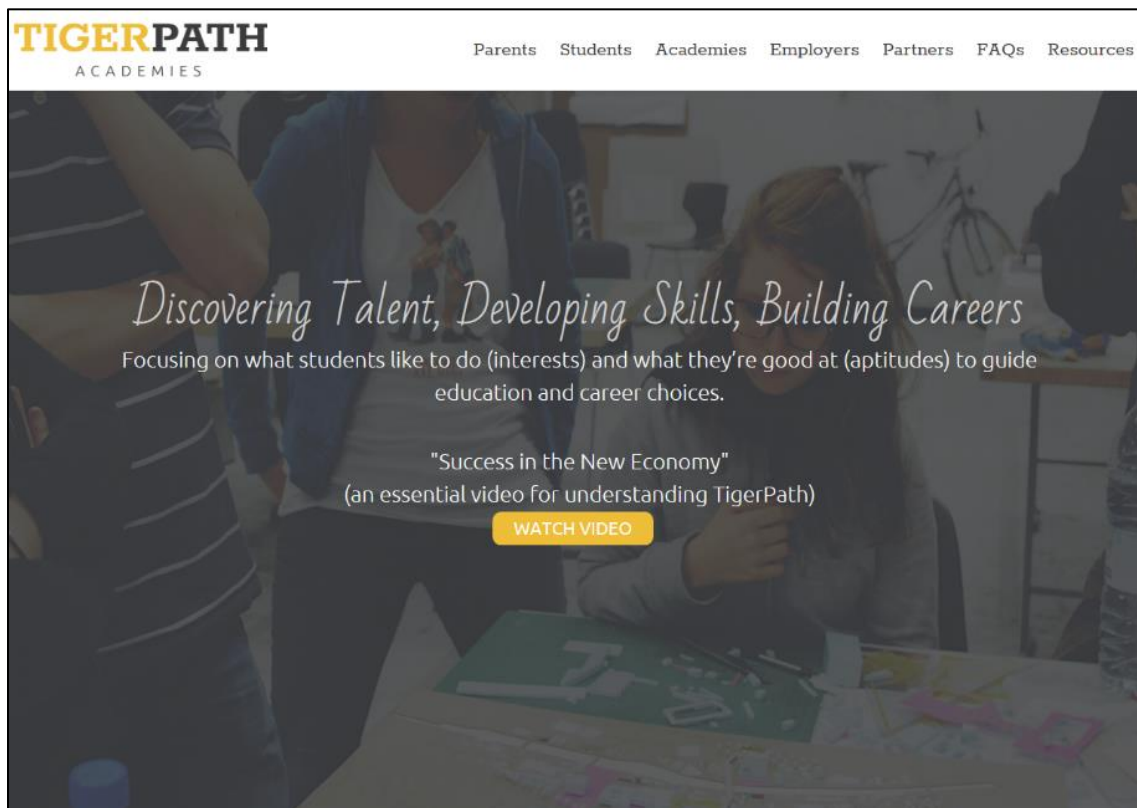 TIGERPATH
ACADEMIES
Parents Students Academies Employers Partners FAQs Resources
Discovering Talent, Developing Skills, Building Careers
Focusing on what students like to do (interests) and what they're good at (aptitudes) to guide
education and career choices.
"Success in the New Economy"
(an essential video for understanding TigerPath)
WATCH VIDEO